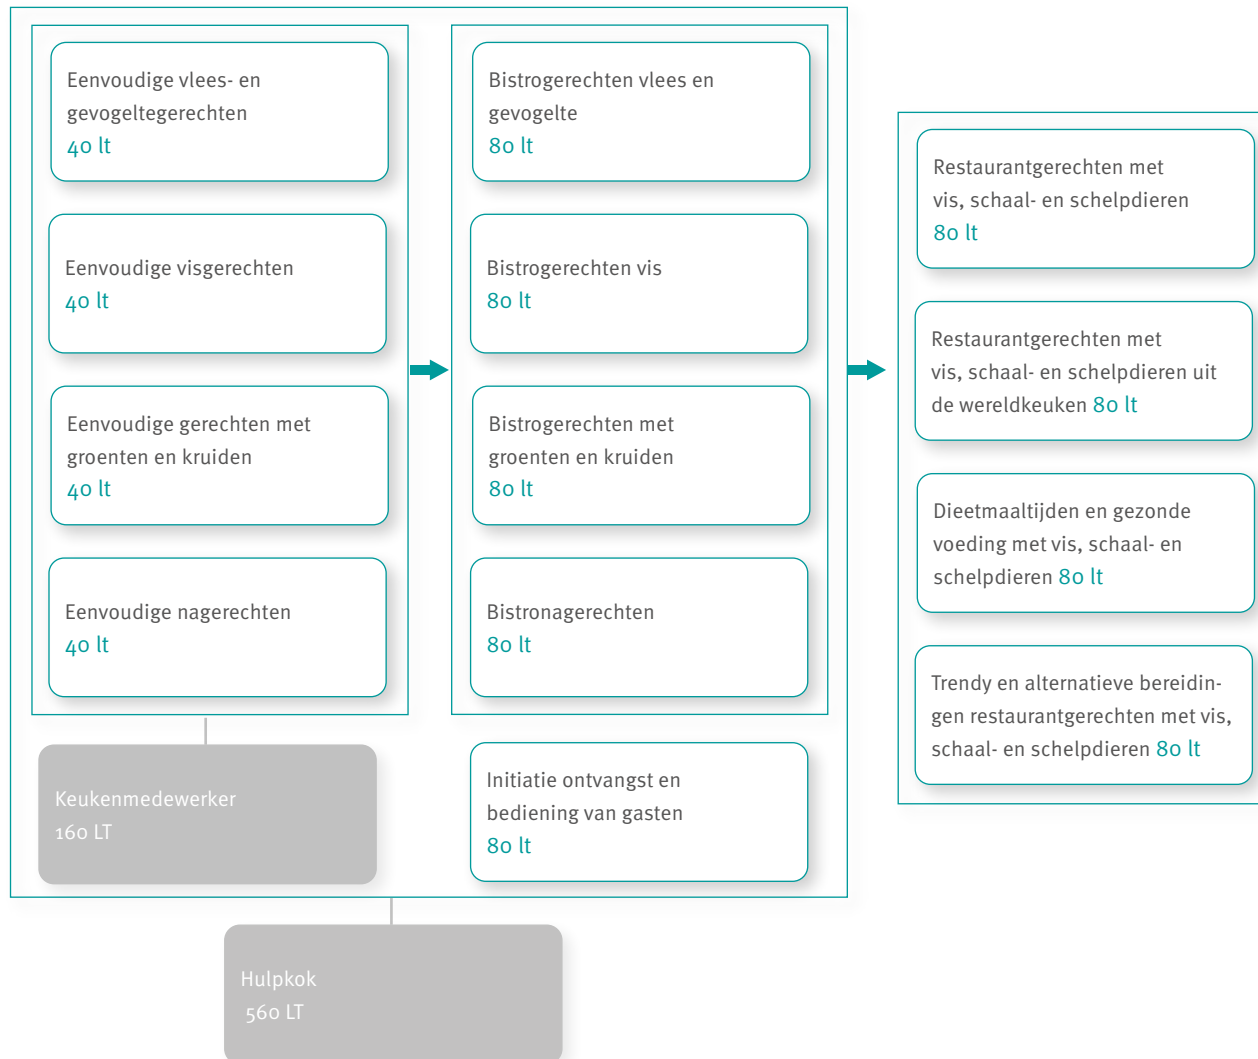 Eenvoudige vlees- en
gevogeltegerechten
40 lt
Eenvoudige visgerechten
40 lt
Eenvoudige gerechten met
groenten en kruiden
40 lt
Eenvoudige nagerechten
40 lt
Keukenmedewerker
160 LT
Bistrogerechten vlees en
gevogelte
80 lt
Bistrogerechten vis
80 lt
Bistrogerechten met
groenten en kruiden
80 lt
Bistronagerechten
80 lt
Initiatie ontvangst en
bediening van gasten
80 lt
Hulpkok
560 LT
Restaurantgerechten met
vis, schaal- en schelpdieren
80 lt
Restaurantgerechten met
vis, schaal- en schelpdieren uit
de wereldkeuken 80 lt
Dieetmaaltijden en gezonde
voeding met vis, schaal- en
schelpdieren 80 lt
Trendy en alternatieve bereidin-
gen restaurantgerechten met vis,
schaal- en schelpdieren 80 lt